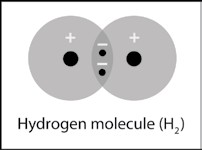 + +
−
−
Hydrogen molecule (H₂)